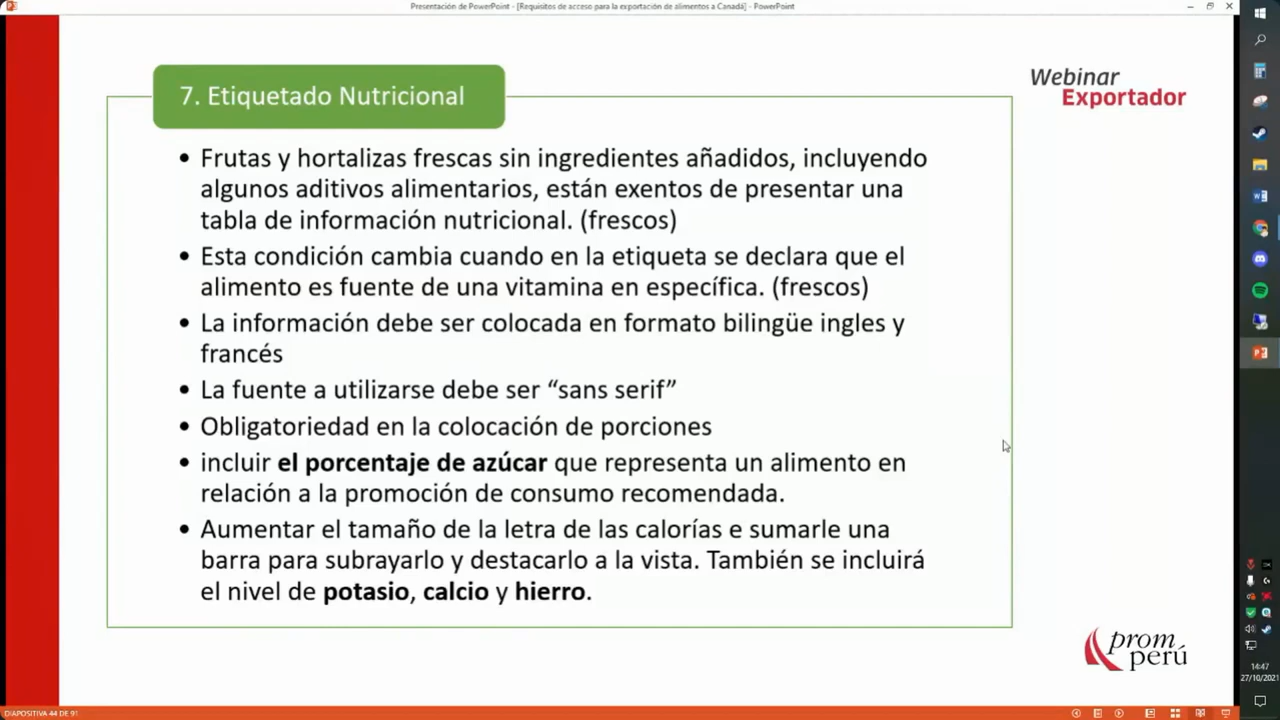 Presentación de PowerPoint - [Requisitos de acceso para la exportación de alimentos a Canadá] - PowerPoint
Webinar
Exportador
7. Etiquetado Nutricional
• Frutas y hortalizas frescas sin ingredientes añadidos, incluyendo
algunos aditivos alimentarios, están exentos de presentar una
tabla de información nutricional. (frescos)
• Esta condición cambia cuando en la etiqueta se declara que el
alimento es fuente de una vitamina en específica. (frescos)
• La información debe ser colocada en formato bilingüe ingles y
francés
• La fuente a utilizarse debe ser “sans serif”
• Obligatoriedad en la colocación de porciones
• incluir el porcentaje de azúcar que representa un alimento en
relación a la promoción de consumo recomendada.
• Aumentar el tamaño de la letra de las calorías e sumarle una
barra para subrayarlo y destacarlo a la vista. También se incluirá
el nivel de potasio, calcio y hierro.
prom
perú
14:47
27/10/2021
DIAPOSITIVA 44 DE 91